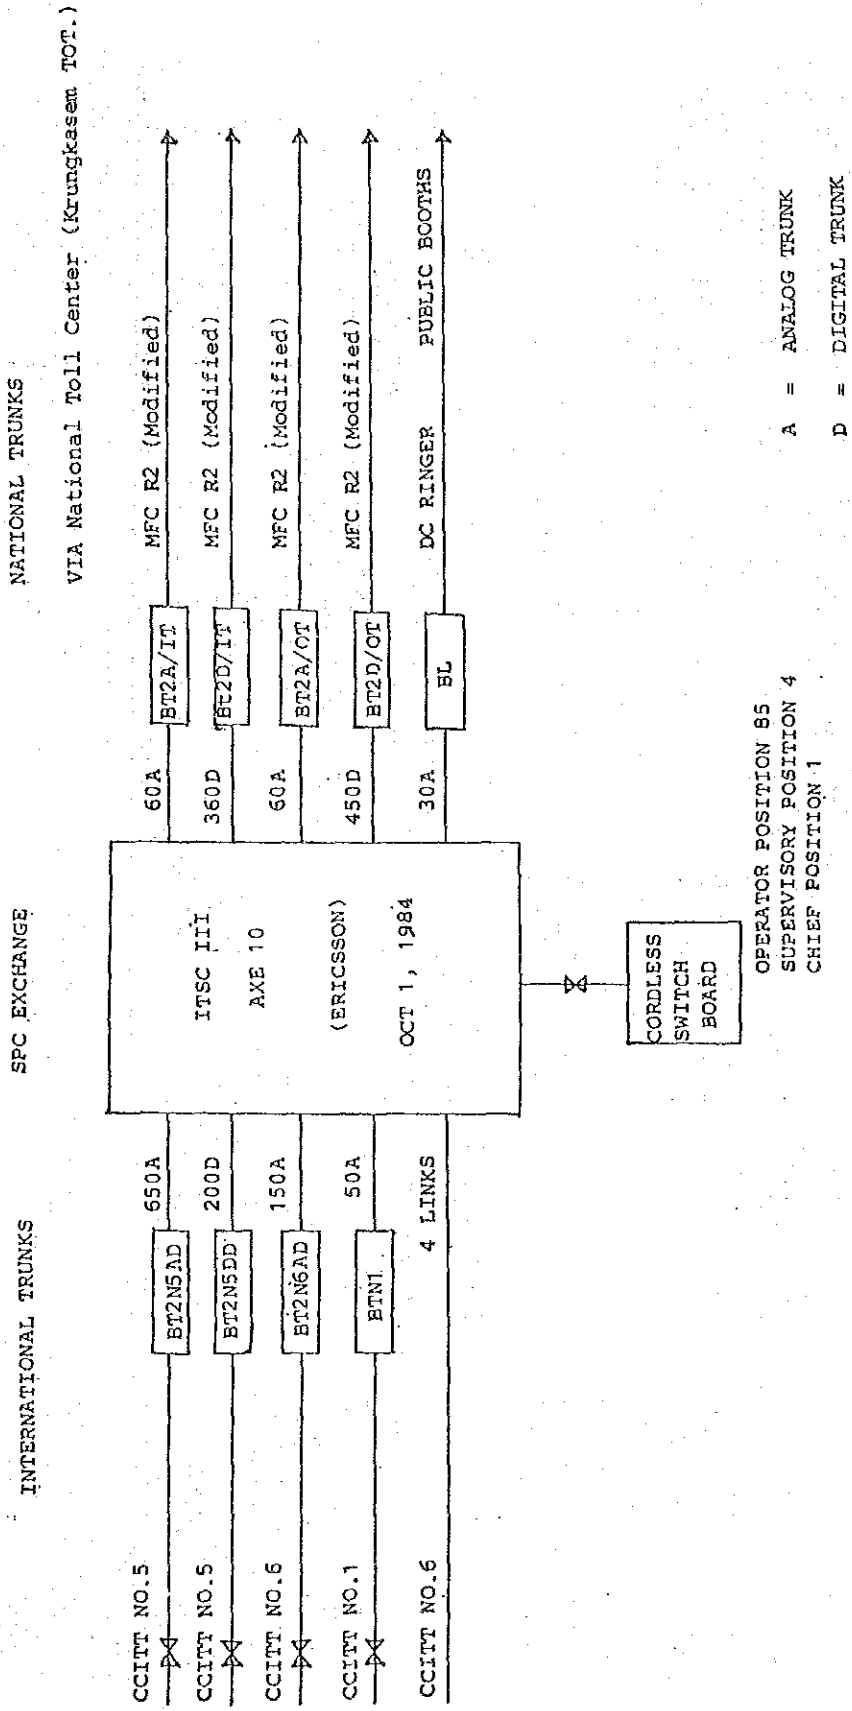 INTERNATIONAL TRUNKS
SPC EXCHANGE
NATIONAL TRUNKS
VIA National Toll Center (Krungkasem TOT.)
CCITT NO.5
BT2N5AD
650A
60A
BT2A/IT
MFC R2 (Modified)
CCITT NO.5
BT2N5DD
200D
360D
Bt2D/IT
MFC R2 (Modified)
CCITT NO.6
BT2N6AD
150A
60A
BT2A/OT
MFC R2 (Modified)
CCITT NO.1
BTN1
50A
450D
BT2D/OT
MFC R2 (Modified)
CCITT NO.6
4 LINKS
30A
BL
DC RINGER
PUBLIC BOOTHS
ITSC III
AXE 10
(ERICSSON)
OCT 1, 1984
CORDLESS
SWITCH
BOARD
OPERATOR POSITION 85
SUPERVISORY POSITION 4
CHIEF POSITION 1
A = ANALOG TRUNK
D = DIGITAL TRUNK